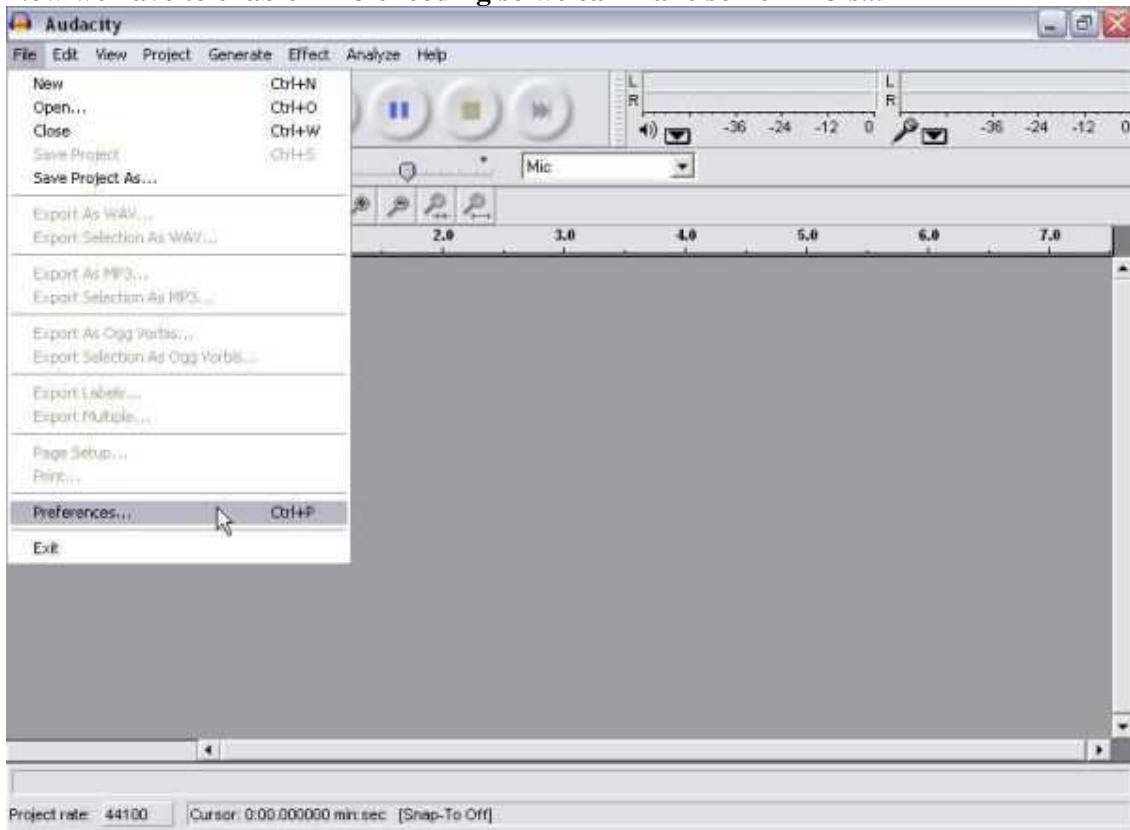 Audacity
File Edit View Project Generate Effect Analyze Help
New Ctrl+N
Open... Ctrl+O
Close Ctrl+W
Save Project Ctrl+S
Save Project As...
Export As WAV...
Export Selection As WAV...
Export As MP3...
Export Selection As MP3...
Export As Ogg Vorbis...
Export Selection As Ogg Vorbis...
Export Labels...
Export Multiple...
Page Setup...
Print...
Preferences... Ctrl+P
Exit
L
R
-36 -24 -12 0
L
R
-36 -24 -12 0
Mic
2.0 3.0 4.0 5.0 6.0 7.0
Project rate: 44100 Cursor: 0:00.000000 min:sec [Snap-To Off]